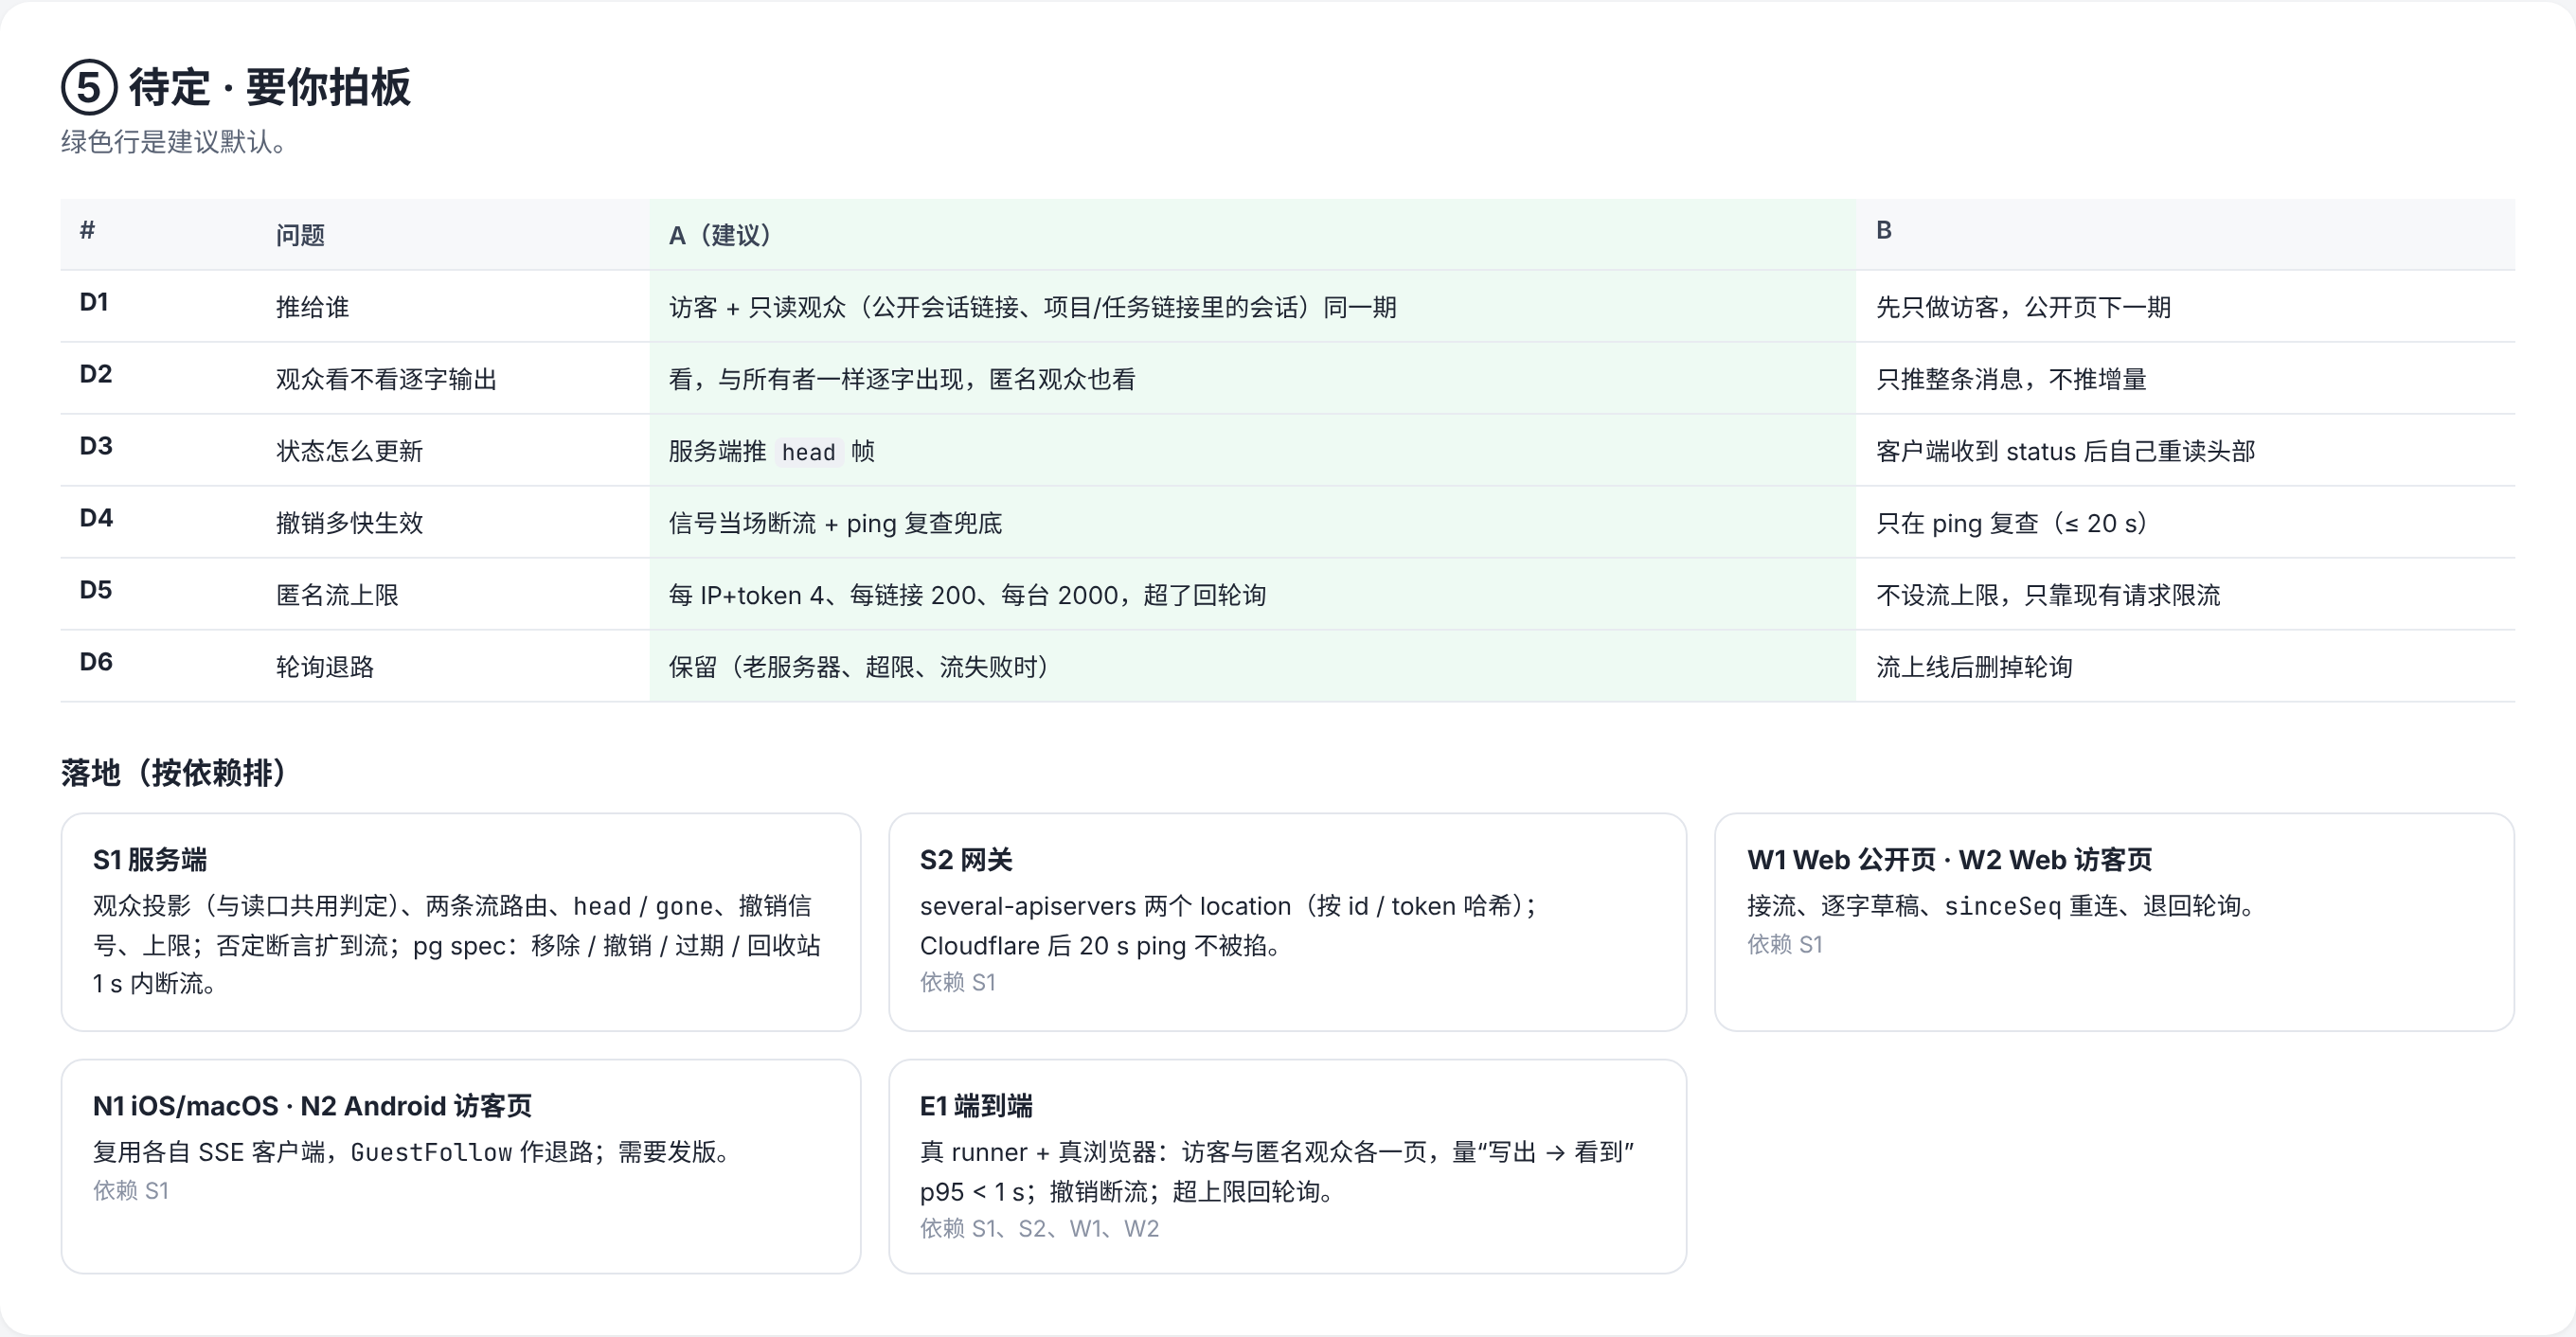 ⑤ 待定 · 要你拍板
绿色行是建议默认。
# 问题 A（建议） B
D1 推给谁 访客 + 只读观众（公开会话链接、项目/任务链接里的会话）同一期 先只做访客，公开页下一期
D2 观众看不看逐字输出 看，与所有者一样逐字出现，匿名观众也看 只推整条消息，不推增量
D3 状态怎么更新 服务端推 head 帧 客户端收到 status 后自己重读头部
D4 撤销多快生效 信号当场断流 + ping 复查兜底 只在 ping 复查（≤ 20 s）
D5 匿名流上限 每 IP+token 4、每链接 200、每台 2000，超了回轮询 不设流上限，只靠现有请求限流
D6 轮询退路 保留（老服务器、超限、流失败时） 流上线后删掉轮询
落地（按依赖排）
S1 服务端
观众投影（与读口共用判定）、两条流路由、head / gone、撤销信
号、上限；否定断言扩到流；pg spec：移除 / 撤销 / 过期 / 回收站
1 s 内断流。
S2 网关
several-apiservers 两个 location（按 id / token 哈希）；
Cloudflare 后 20 s ping 不被掐。
依赖 S1
W1 Web 公开页 · W2 Web 访客页
接流、逐字草稿、sinceSeq 重连、退回轮询。
依赖 S1
N1 iOS/macOS · N2 Android 访客页
复用各自 SSE 客户端，GuestFollow 作退路；需要发版。
依赖 S1
E1 端到端
真 runner + 真浏览器：访客与匿名观众各一页，量“写出 → 看到”
p95 < 1 s；撤销断流；超上限回轮询。
依赖 S1、S2、W1、W2